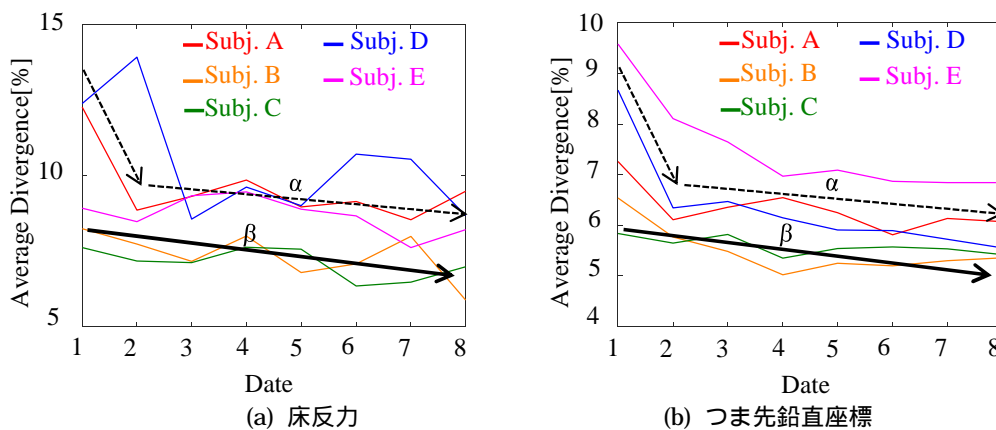 15
10
5
Average Divergence[%]
Subj. A
Subj. B
Subj. C
Subj. D
Subj. E
α
β
1 2 3 4 5 6 7 8
Date
(a) 床反力
10
9
8
7
6
5
4
Average Divergence[%]
Subj. A
Subj. B
Subj. C
Subj. D
Subj. E
α
β
1 2 3 4 5 6 7 8
Date
(b) つま先鉛直座標